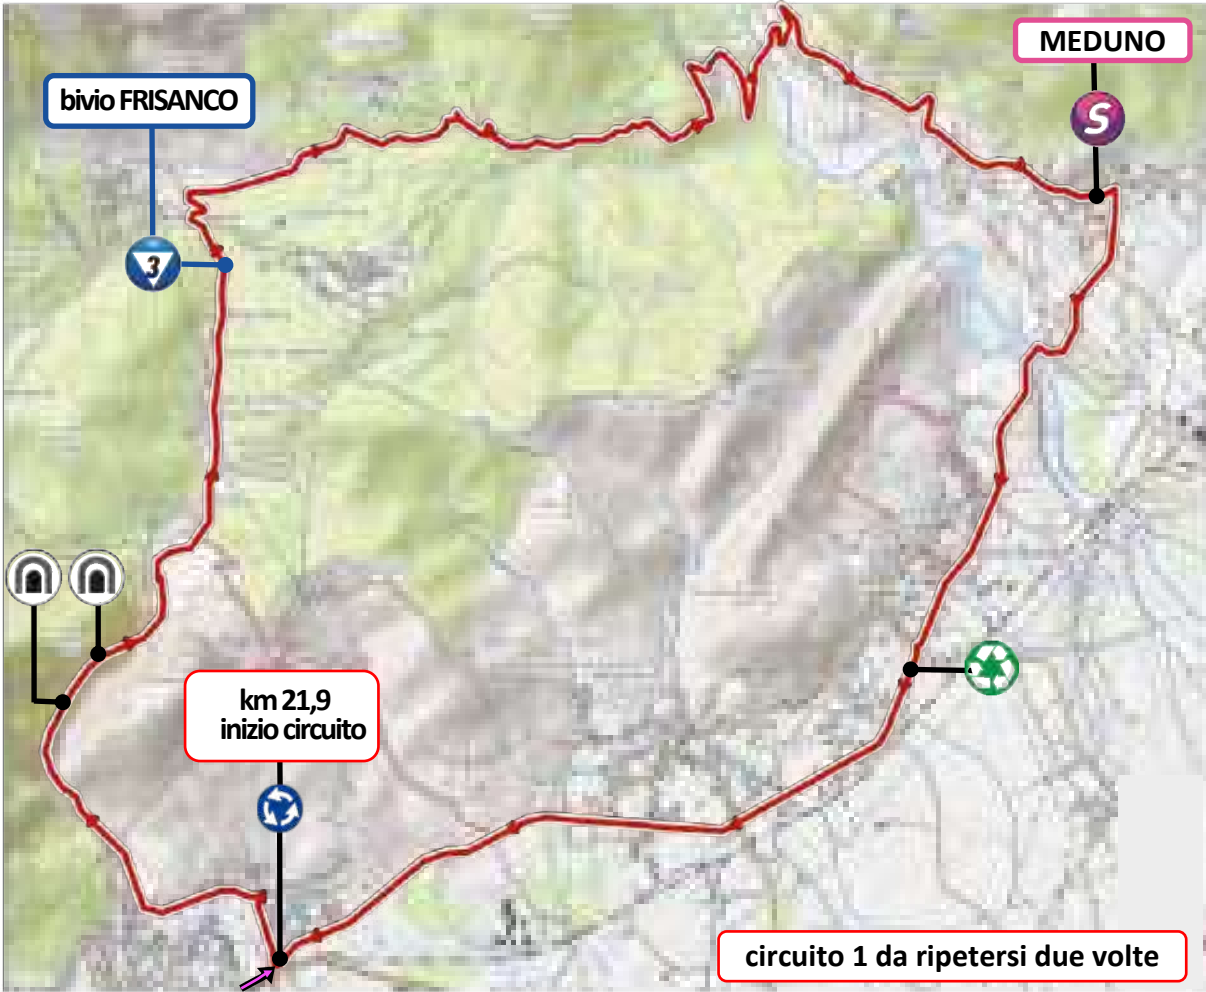 MEDUNO
S
bivio FRISANCO
3
km 21,9
inizio circuito
circuito 1 da ripetersi due volte